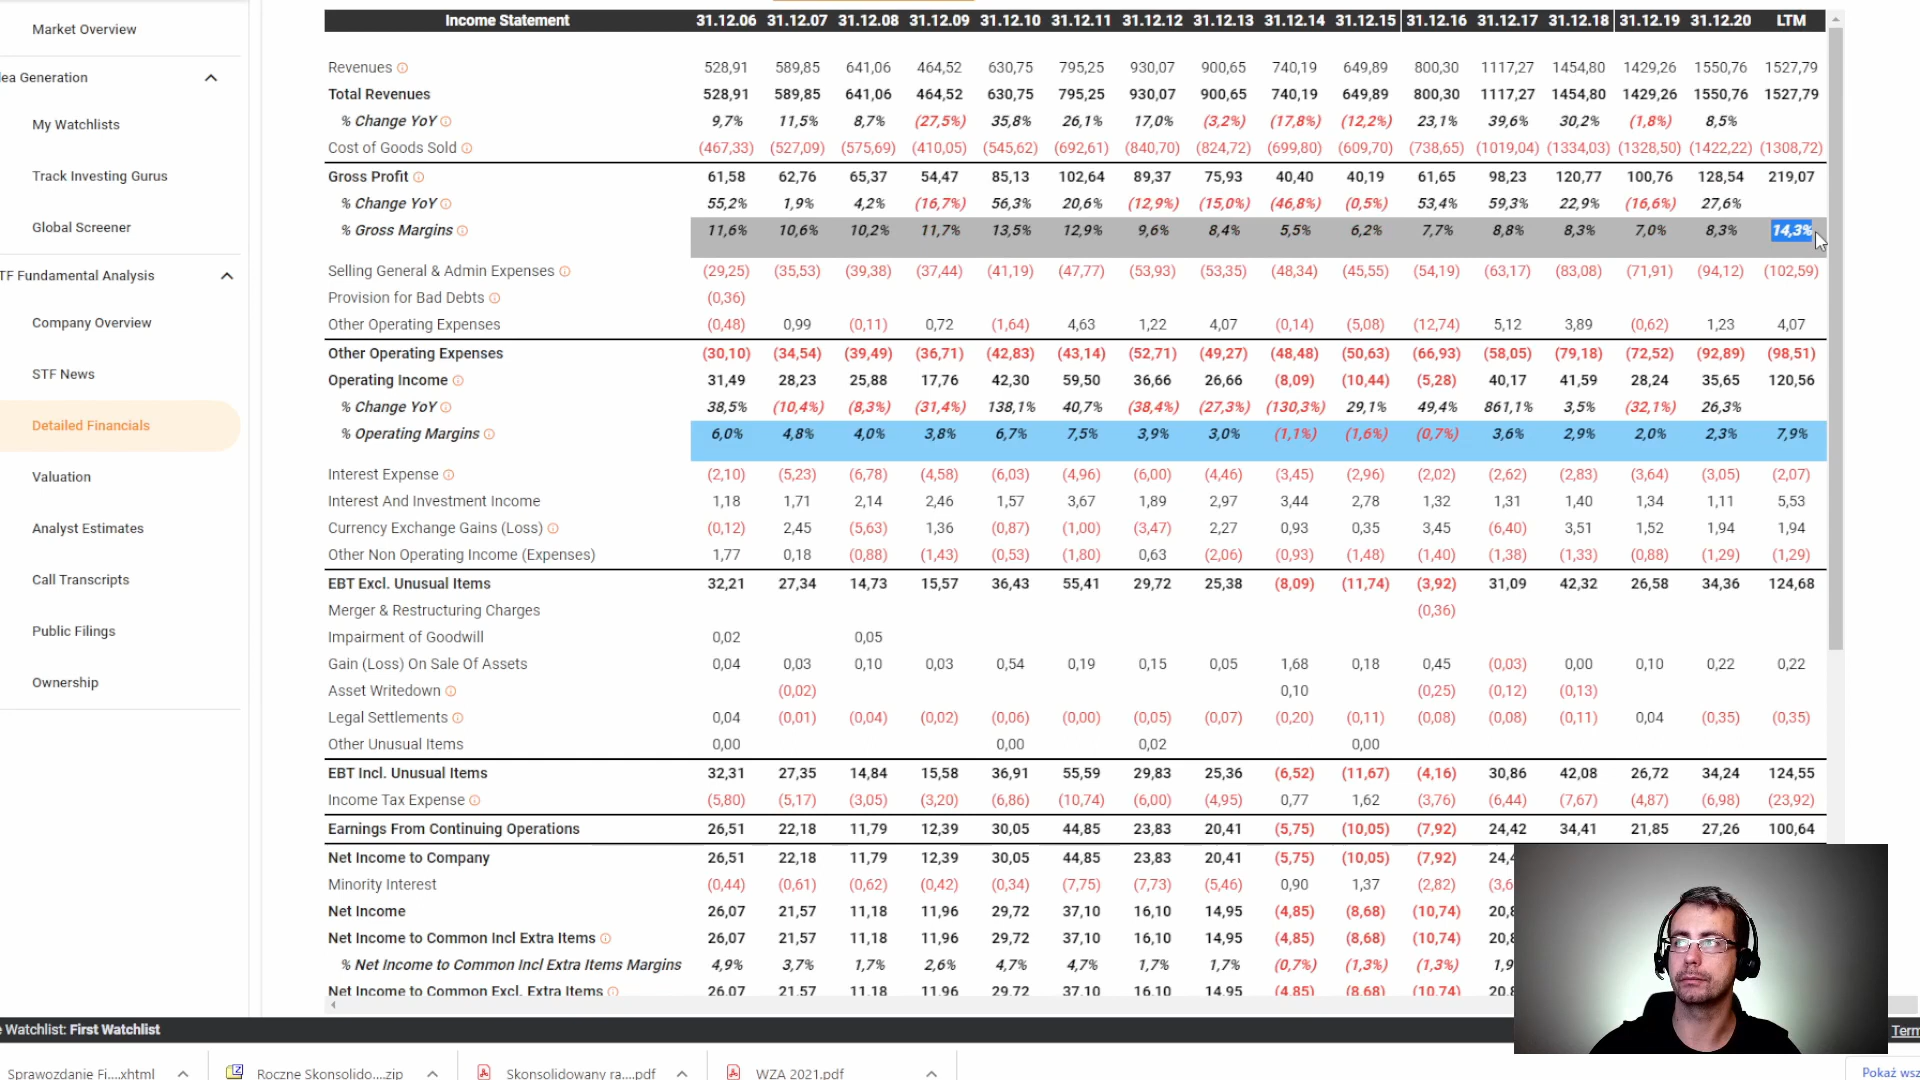 Market Overview
ea Generation
My Watchlists
Track Investing Gurus
Global Screener
TF Fundamental Analysis
Company Overview
STF News
Detailed Financials
Valuation
Analyst Estimates
Call Transcripts
Public Filings
Ownership
Income Statement 31.12.06 31.12.07 31.12.08 31.12.09 31.12.10 31.12.11 31.12.12 31.12.13 31.12.14 31.12.15 31.12.16 31.12.17 31.12.18 31.12.19 31.12.20 LTM
Revenues 528,91 589,85 641,06 464,52 630,75 795,25 930,07 900,65 740,19 649,89 800,30 1117,27 1454,80 1429,26 1550,76 1527,79
Total Revenues 528,91 589,85 641,06 464,52 630,75 795,25 930,07 900,65 740,19 649,89 800,30 1117,27 1454,80 1429,26 1550,76 1527,79
% Change YoY 9,7% 11,5% 8,7% (27,5%) 35,8% 26,1% 17,0% (3,2%) (17,8%) (12,2%) 23,1% 39,6% 30,2% (1,8%) 8,5%
Cost of Goods Sold (467,33) (527,09) (575,69) (410,05) (545,62) (692,61) (840,70) (824,72) (699,80) (609,70) (738,65) (1019,04) (1334,03) (1328,50) (1422,22) (1308,72)
Gross Profit 61,58 62,76 65,37 54,47 85,13 102,64 89,37 75,93 40,40 40,19 61,65 98,23 120,77 100,76 128,54 219,07
% Change YoY 55,2% 1,9% 4,2% (16,7%) 56,3% 20,6% (12,9%) (15,0%) (46,8%) (0,5%) 53,4% 59,3% 22,9% (16,6%) 27,6%
% Gross Margins 11,6% 10,6% 10,2% 11,7% 13,5% 12,9% 9,6% 8,4% 5,5% 6,2% 7,7% 8,8% 8,3% 7,0% 8,3% 14,3%
Selling General & Admin Expenses (29,25) (35,53) (39,38) (37,44) (41,19) (47,77) (53,93) (53,35) (48,34) (45,55) (54,19) (63,17) (83,08) (71,91) (94,12) (102,59)
Provision for Bad Debts (0,36)
Other Operating Expenses (0,48) 0,99 (0,11) 0,72 (1,64) 4,63 1,22 4,07 (0,14) (5,08) (12,74) 5,12 3,89 (0,62) 1,23 4,07
Other Operating Expenses (30,10) (34,54) (39,49) (36,71) (42,83) (43,14) (52,71) (49,27) (48,48) (50,63) (66,93) (58,05) (79,18) (72,52) (92,89) (98,51)
Operating Income 31,49 28,23 25,88 17,76 42,30 59,50 36,66 26,66 (8,09) (10,44) (5,28) 40,17 41,59 28,24 35,65 120,56
% Change YoY 38,5% (10,4%) (8,3%) (31,4%) 138,1% 40,7% (38,4%) (27,3%) (130,3%) 29,1% 49,4% 861,1% 3,5% (32,1%) 26,3%
% Operating Margins 6,0% 4,8% 4,0% 3,8% 6,7% 7,5% 3,9% 3,0% (1,1%) (1,6%) (0,7%) 3,6% 2,9% 2,0% 2,3% 7,9%
Interest Expense (2,10) (5,23) (6,78) (4,58) (6,03) (4,96) (6,00) (4,46) (3,45) (2,96) (2,02) (2,62) (2,83) (3,64) (3,05) (2,07)
Interest And Investment Income 1,18 1,71 2,14 2,46 1,57 3,67 1,89 2,97 3,44 2,78 1,32 1,31 1,40 1,34 1,11 5,53
Currency Exchange Gains (Loss) (0,12) 2,45 (5,63) 1,36 (0,87) (1,00) (3,47) 2,27 0,93 0,35 3,45 (6,40) 3,51 1,52 1,94 1,94
Other Non Operating Income (Expenses) 1,77 0,18 (0,88) (1,43) (0,53) (1,80) 0,63 (2,06) (0,93) (1,48) (1,40) (1,38) (1,33) (0,88) (1,29) (1,29)
EBT Excl. Unusual Items 32,21 27,34 14,73 15,57 36,43 55,41 29,72 25,38 (8,09) (11,74) (3,92) 31,09 42,32 26,58 34,36 124,68
Merger & Restructuring Charges (0,36)
Impairment of Goodwill 0,02 0,05
Gain (Loss) On Sale Of Assets 0,04 0,03 0,10 0,03 0,54 0,19 0,15 0,05 1,68 0,18 0,45 (0,03) 0,00 0,10 0,22 0,22
Asset Writedown (0,02) 0,10 (0,25) (0,12) (0,13)
Legal Settlements 0,04 (0,01) (0,04) (0,02) (0,06) (0,00) (0,05) (0,07) (0,20) (0,11) (0,08) (0,08) (0,11) 0,04 (0,35) (0,35)
Other Unusual Items 0,00 0,00 0,02 0,00
EBT Incl. Unusual Items 32,31 27,35 14,84 15,58 36,91 55,59 29,83 25,36 (6,52) (11,67) (4,16) 30,86 42,08 26,72 34,24 124,55
Income Tax Expense (5,80) (5,17) (3,05) (3,20) (6,86) (10,74) (6,00) (4,95) 0,77 1,62 (3,76) (6,44) (7,67) (4,87) (6,98) (23,92)
Earnings From Continuing Operations 26,51 22,18 11,79 12,39 30,05 44,85 23,83 20,41 (5,75) (10,05) (7,92) 24,42 34,41 21,85 27,26 100,64
Net Income to Company 26,51 22,18 11,79 12,39 30,05 44,85 23,83 20,41 (5,75) (10,05) (7,92) 24,4
Minority Interest (0,44) (0,61) (0,62) (0,42) (0,34) (7,75) (7,73) (5,46) 0,90 1,37 (2,82) (3,6
Net Income 26,07 21,57 11,18 11,96 29,72 37,10 16,10 14,95 (4,85) (8,68) (10,74) 20,8
Net Income to Common Incl Extra Items 26,07 21,57 11,18 11,96 29,72 37,10 16,10 14,95 (4,85) (8,68) (10,74) 20,8
% Net Income to Common Incl Extra Items Margins 4,9% 3,7% 1,7% 2,6% 4,7% 4,7% 1,7% 1,7% (0,7%) (1,3%) (1,3%) 1,9
Net Income to Common Excl. Extra Items 26,07 21,57 11,18 11,96 29,72 37,10 16,10 14,95 (4,85) (8,68) (10,74) 20,8
e Watchlist: First Watchlist
Term
Sprawozdanie Fi....xhtml
Roczne Skonsolido....zip
Skonsolidowany ra....pdf
WZA 2021.pdf
Pokaż wsz